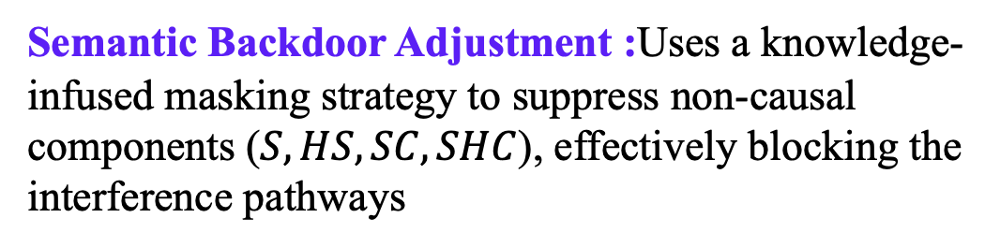 Semantic Backdoor Adjustment :Uses a knowledge-
infused masking strategy to suppress non-causal
components (S, HS, SC, SHC), effectively blocking the
interference pathways